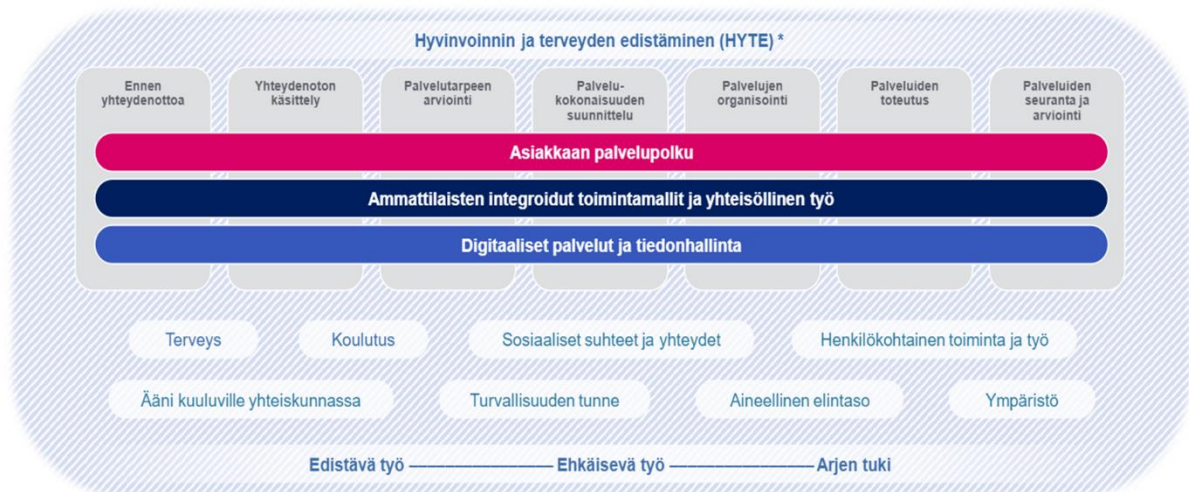 Hyvinvoinnin ja terveyden edistäminen (HYTE) *
Ennen
yhteydenottoa
Yhteydenoton
käsittely
Palvelutarpeen
arviointi
Palvelu-
kokonaisuuden
suunnittelu
Palvelujen
organisointi
Palveluiden
toteutus
Palveluiden
seuranta ja
arviointi
Asiakkaan palvelupolku
Ammattilaisten integroidut toimintamallit ja yhteisöllinen työ
Digitaaliset palvelut ja tiedonhallinta
Terveys
Koulutus
Sosiaaliset suhteet ja yhteydet
Henkilökohtainen toiminta ja työ
Ääni kuuluville yhteiskunnassa
Turvallisuuden tunne
Aineellinen elintaso
Ympäristö
Edistävä työ ——————— Ehkäisevä työ ——————— Arjen tuki